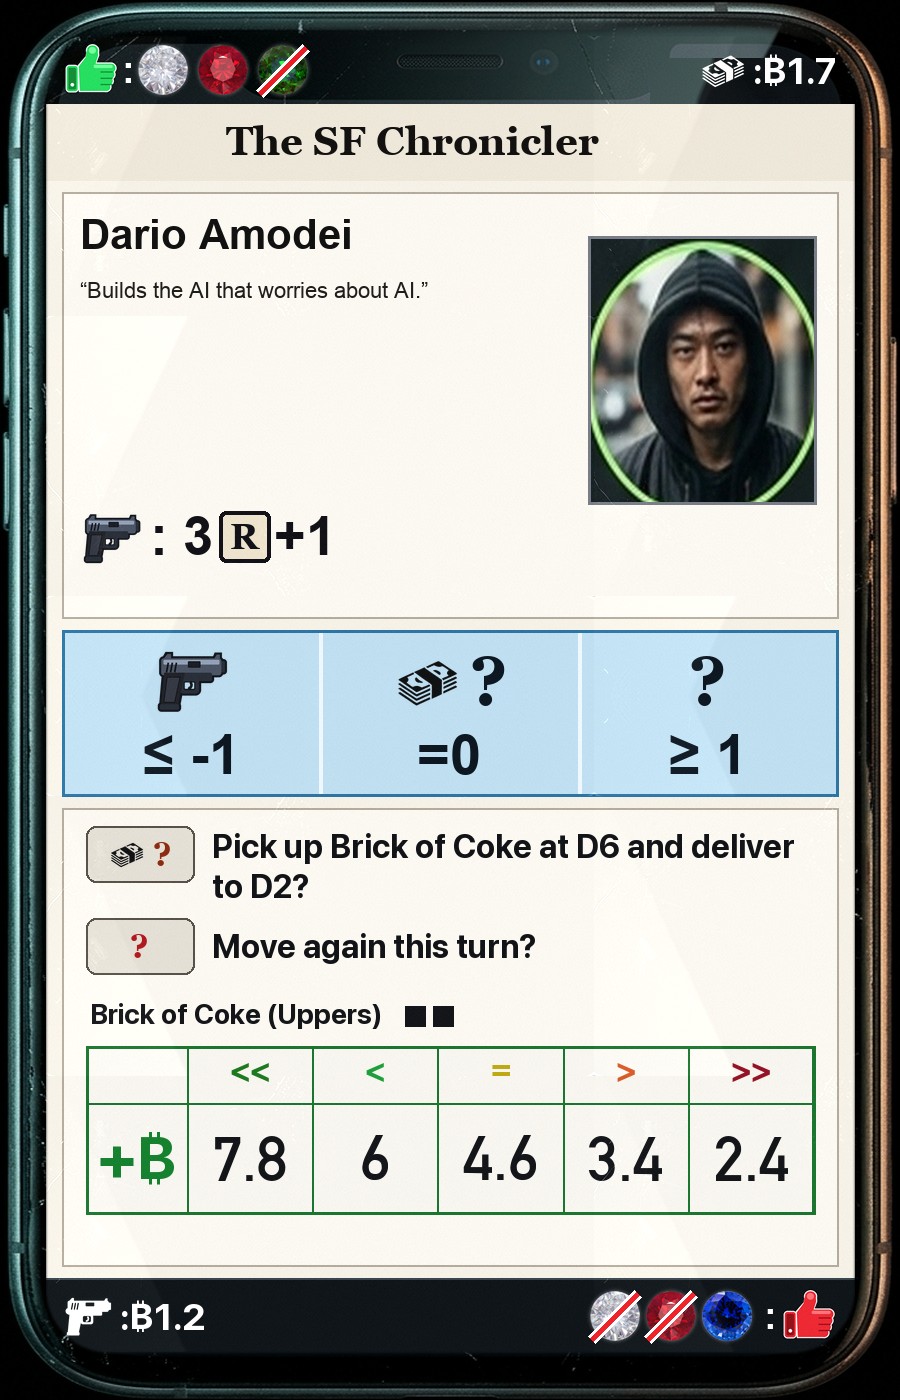 : :₿1.7
The SF Chronicler
Dario Amodei
“Builds the AI that worries about AI.”
: 3 R +1
? ?
≤ -1 =0 ≥ 1
? Pick up Brick of Coke at D6 and deliver
to D2?
? Move again this turn?
Brick of Coke (Uppers) ■■
<< < = > >>
+₿ 7.8 6 4.6 3.4 2.4
:₿1.2 :